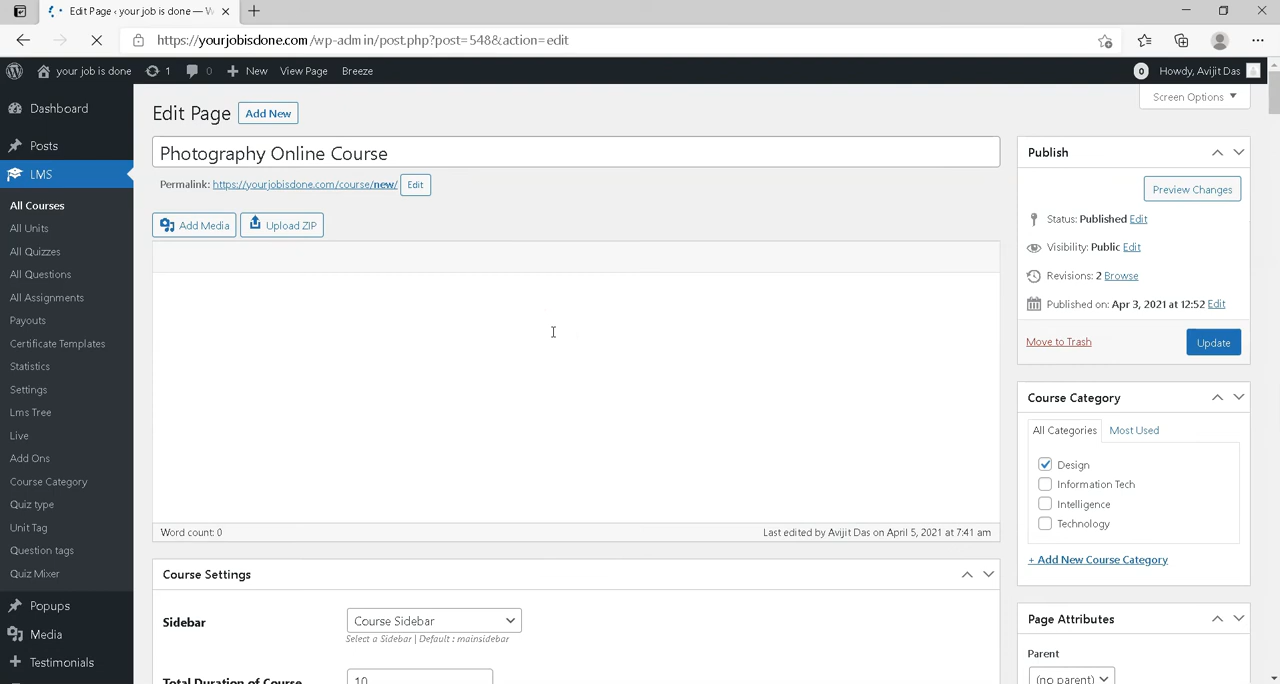 Edit Page ‹ your job is done — W
https://yourjobisdone.com/wp-admin/post.php?post=548&action=edit
your job is done 1 0 New View Page Breeze 0 Howdy, Avijit Das
Screen Options
Dashboard
Posts
LMS
All Courses
All Units
All Quizzes
All Questions
All Assignments
Payouts
Certificate Templates
Statistics
Settings
Lms Tree
Live
Add Ons
Course Category
Quiz type
Unit Tag
Question tags
Quiz Mixer
Popups
Media
Testimonials
Edit Page Add New
Photography Online Course
Permalink: https://yourjobisdone.com/course/new/ Edit
Add Media Upload ZIP
Word count: 0 Last edited by Avijit Das on April 5, 2021 at 7:41 am
Course Settings
Sidebar Course Sidebar
Select a Sidebar | Default : mainsidebar
Total Duration of Course 10
Publish
Preview Changes
Status: Published Edit
Visibility: Public Edit
Revisions: 2 Browse
Published on: Apr 3, 2021 at 12:52 Edit
Move to Trash Update
Course Category
All Categories Most Used
Design
Information Tech
Intelligence
Technology
+ Add New Course Category
Page Attributes
Parent
(no parent)